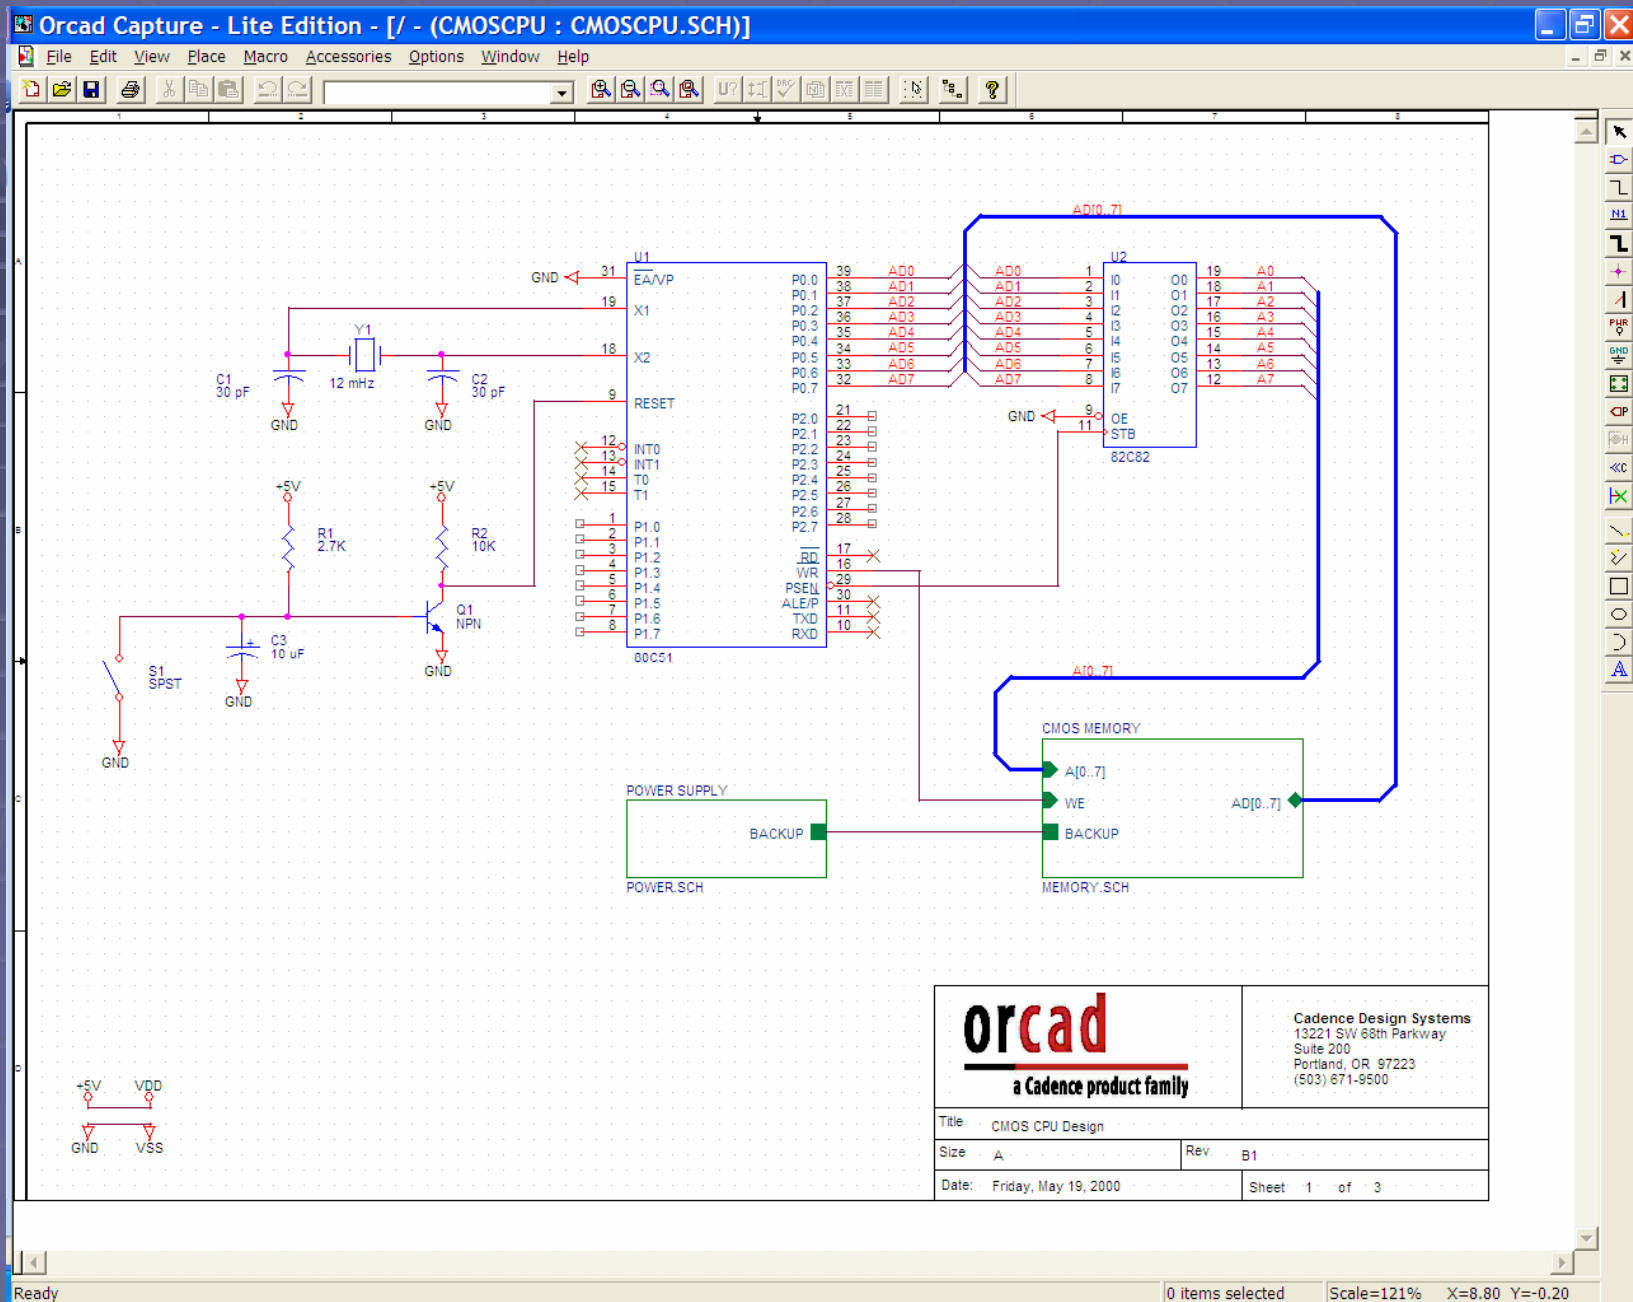 Orcad Capture - Lite Edition - [/ - (CMOSCPU : CMOSCPU.SCH)]
File Edit View Place Macro Accessories Options Window Help
U? DRC ?
1 2 3 4 5 6 7 8
A
B
C
D
N1
PWR
GND
AD[0..7]
U1
GND 31 EA/VP
19 X1
18 X2
9 RESET
12 INT0
13 INT1
14 T0
15 T1
1 P1.0
2 P1.1
3 P1.2
4 P1.3
5 P1.4
6 P1.5
7 P1.6
8 P1.7
P0.0 39 AD0
P0.1 38 AD1
P0.2 37 AD2
P0.3 36 AD3
P0.4 35 AD4
P0.5 34 AD5
P0.6 33 AD6
P0.7 32 AD7
P2.0 21
P2.1 22
P2.2 23
P2.3 24
P2.4 25
P2.5 26
P2.6 27
P2.7 28
RD 17
WR 16
PSEN 29
ALE/P 30
TXD 11
RXD 10
80C51
U2
AD0 1 I0 O0 19 A0
AD1 2 I1 O1 18 A1
AD2 3 I2 O2 17 A2
AD3 4 I3 O3 16 A3
AD4 5 I4 O4 15 A4
AD5 6 I5 O5 14 A5
AD6 7 I6 O6 13 A6
AD7 8 I7 O7 12 A7
GND 9 OE
11 STB
82C82
Y1
12 mHz
C1
30 pF
GND
C2
30 pF
GND
+5V
R1
2.7K
+5V
R2
10K
Q1
NPN
GND
C3
10 uF
GND
S1
SPST
GND
A[0..7]
CMOS MEMORY
A[0..7]
WE
BACKUP
AD[0..7]
MEMORY.SCH
POWER SUPPLY
BACKUP
POWER.SCH
+5V VDD
GND VSS
orcad
a Cadence product family
Cadence Design Systems
13221 SW 68th Parkway
Suite 200
Portland, OR 97223
(503) 671-9500
Title CMOS CPU Design
Size A Rev B1
Date: Friday, May 19, 2000 Sheet 1 of 3
Ready 0 items selected Scale=121% X=8.80 Y=-0.20